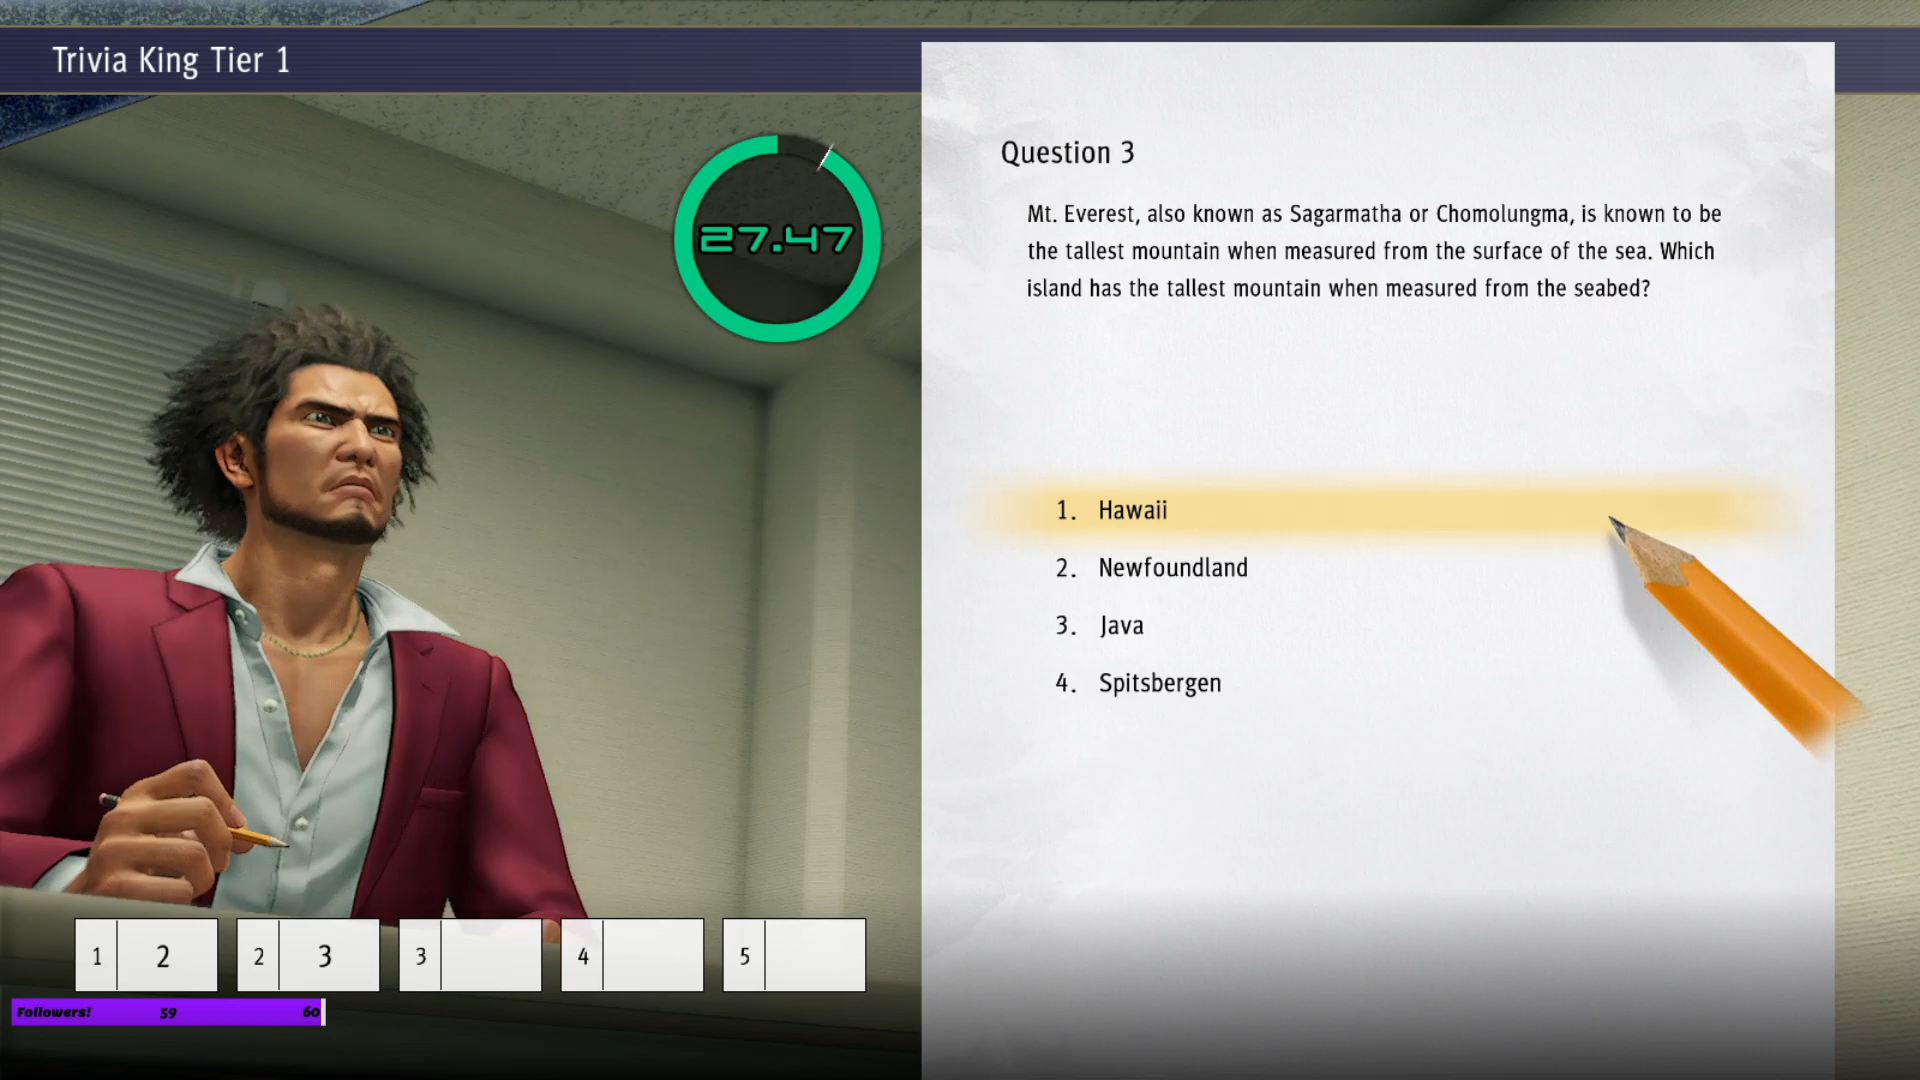 Trivia King Tier 1
27.47
Question 3
Mt. Everest, also known as Sagarmatha or Chomolungma, is known to be
the tallest mountain when measured from the surface of the sea. Which
island has the tallest mountain when measured from the seabed?
1. Hawaii
2. Newfoundland
3. Java
4. Spitsbergen
1 2 2 3 3 4 5
Followers! 59 60